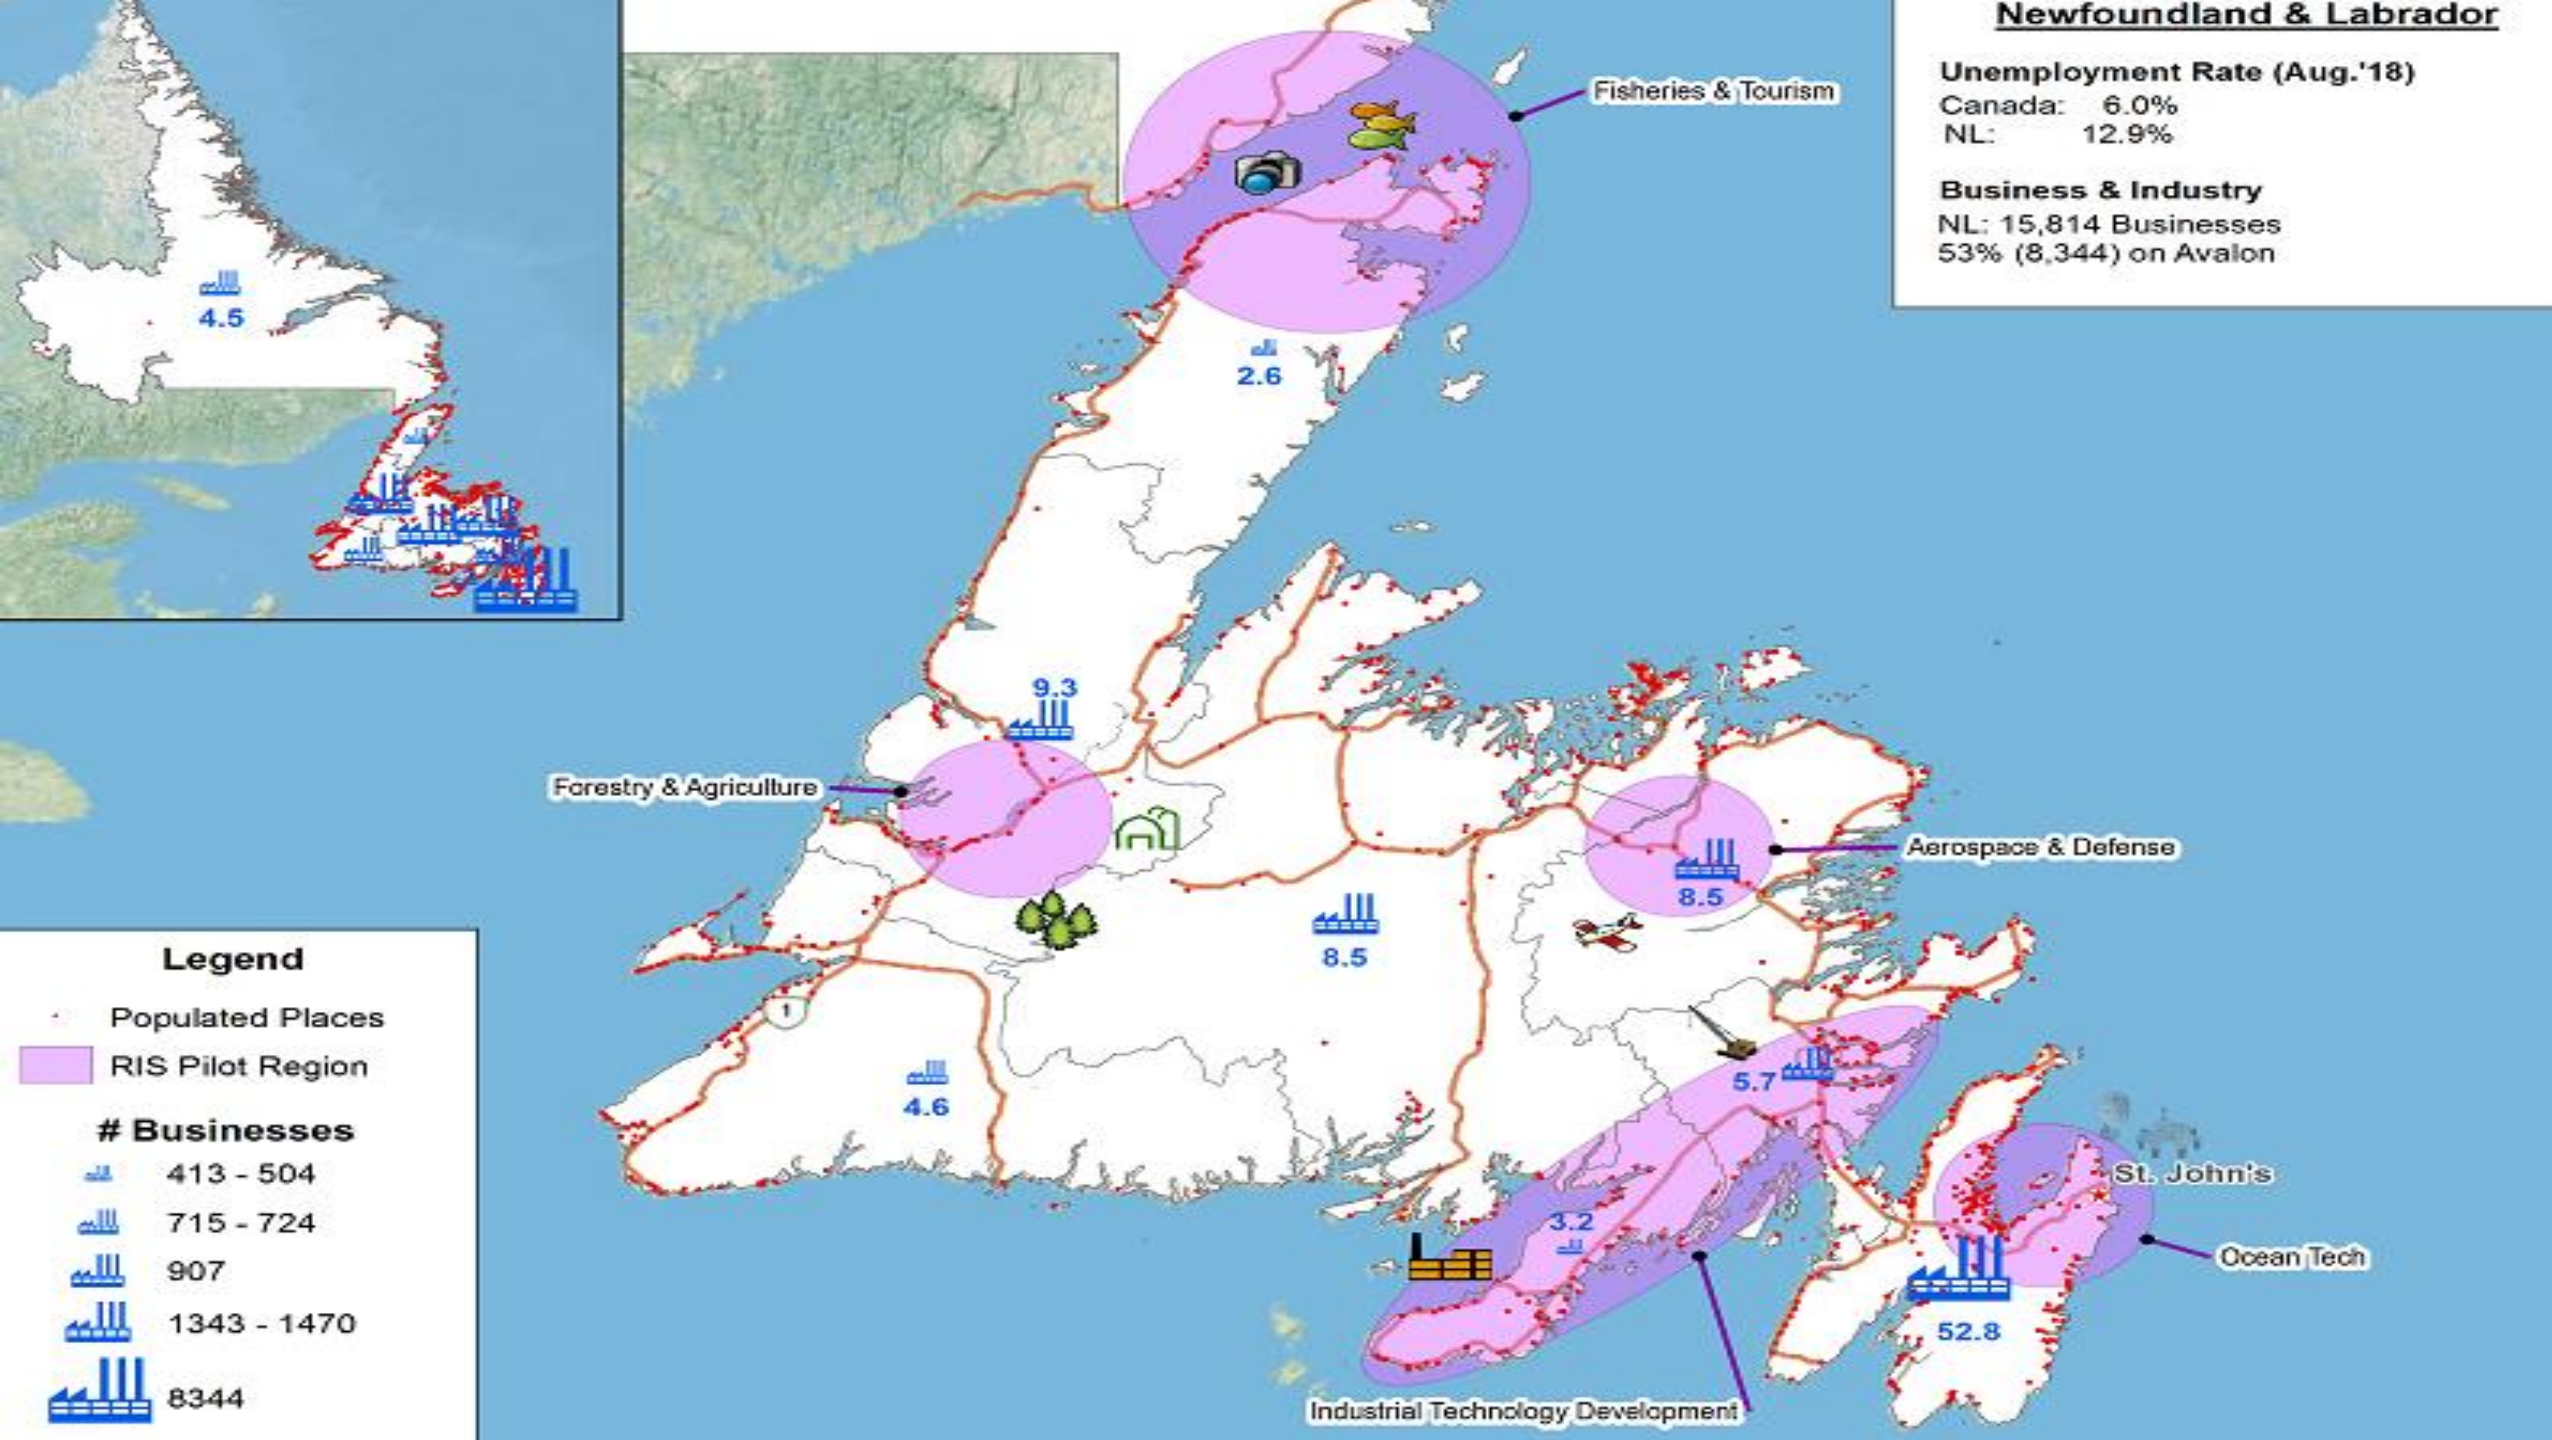 Newfoundland & Labrador
Unemployment Rate (Aug.'18)
Canada: 6.0%
NL: 12.9%
Business & Industry
NL: 15,814 Businesses
53% (8,344) on Avalon
Fisheries & Tourism
4.5
2.6
9.3
Forestry & Agriculture
Aerospace & Defense
8.5
8.5
1
4.6
5.7
St. John's
3.2
Ocean Tech
52.8
Industrial Technology Development
Legend
Populated Places
RIS Pilot Region
# Businesses
413 - 504
715 - 724
907
1343 - 1470
8344